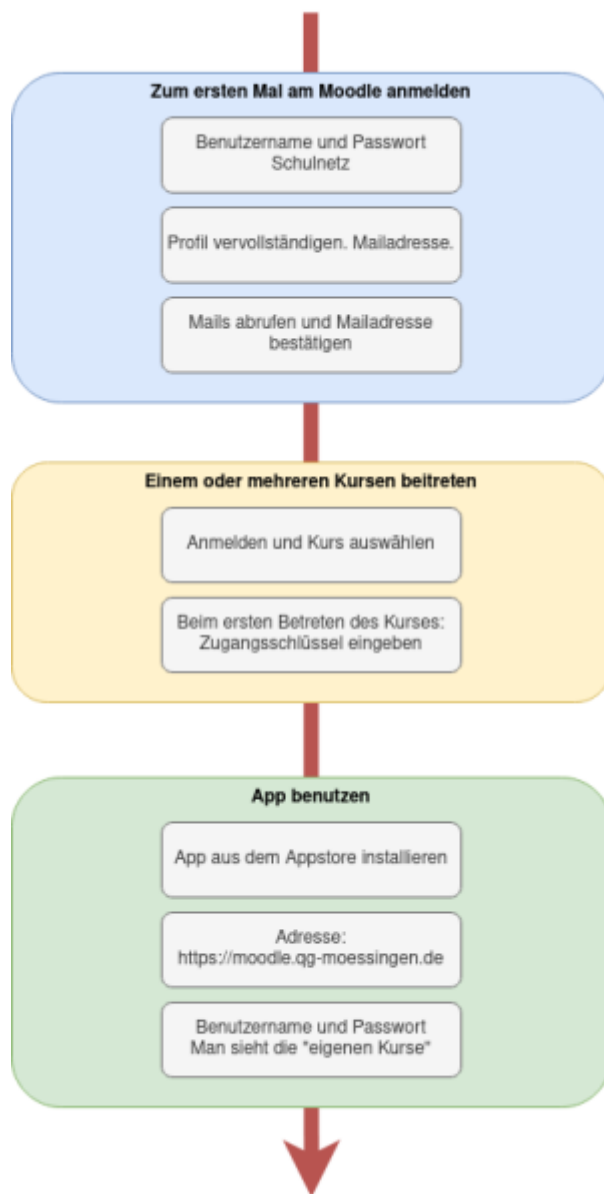 Zum ersten Mal am Moodle anmelden
Benutzername und Passwort
Schulnetz
Profil vervollständigen. Mailadresse.
Mails abrufen und Mailadresse
bestätigen
Einem oder mehreren Kursen beitreten
Anmelden und Kurs auswählen
Beim ersten Betreten des Kurses:
Zugangsschlüssel eingeben
App benutzen
App aus dem Appstore installieren
Adresse:
https://moodle.qg-moessingen.de
Benutzername und Passwort
Man sieht die "eigenen Kurse"